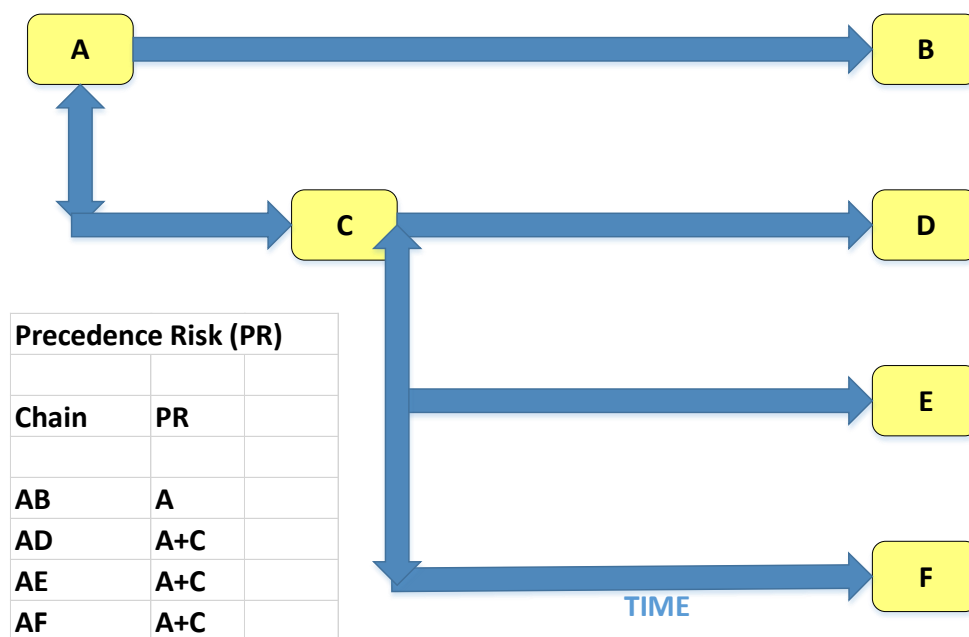 A
B
C
D
Precedence Risk (PR)
Chain PR
E
AB A
AD A+C
AE A+C
AF A+C
F
TIME